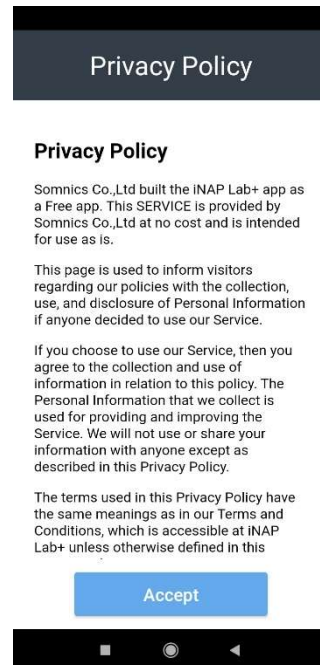 Privacy Policy
Privacy Policy
Somnics Co.,Ltd built the iNAP Lab+ app as
a Free app. This SERVICE is provided by
Somnics Co.,Ltd at no cost and is intended
for use as is.
This page is used to inform visitors
regarding our policies with the collection,
use, and disclosure of Personal Information
if anyone decided to use our Service.
If you choose to use our Service, then you
agree to the collection and use of
information in relation to this policy. The
Personal Information that we collect is
used for providing and improving the
Service. We will not use or share your
information with anyone except as
described in this Privacy Policy.
The terms used in this Privacy Policy have
the same meanings as in our Terms and
Conditions, which is accessible at iNAP
Lab+ unless otherwise defined in this
Accept